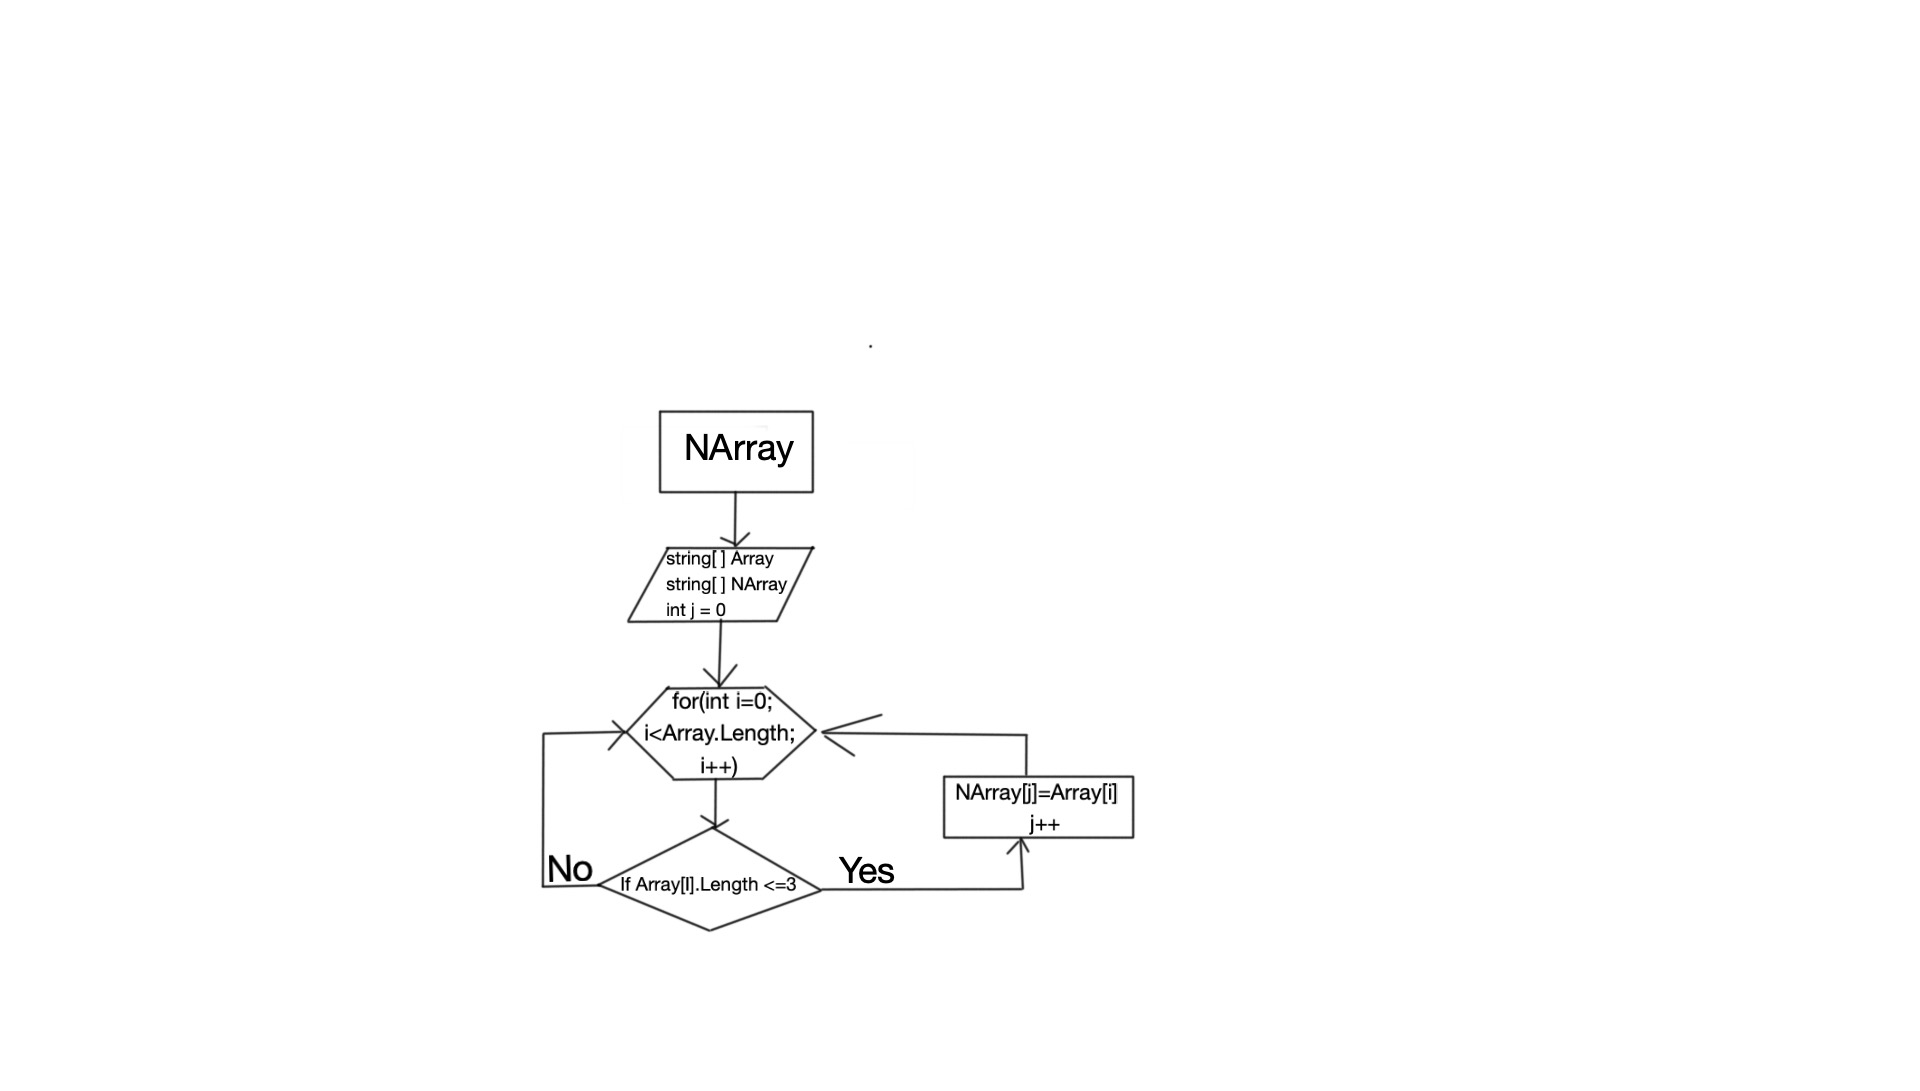 NArray
string[ ] Array
string[ ] NArray
int j = 0
for(int i=0;
i<Array.Length;
i++)
NArray[j]=Array[i]
j++
No
If Array[I].Length <=3
Yes